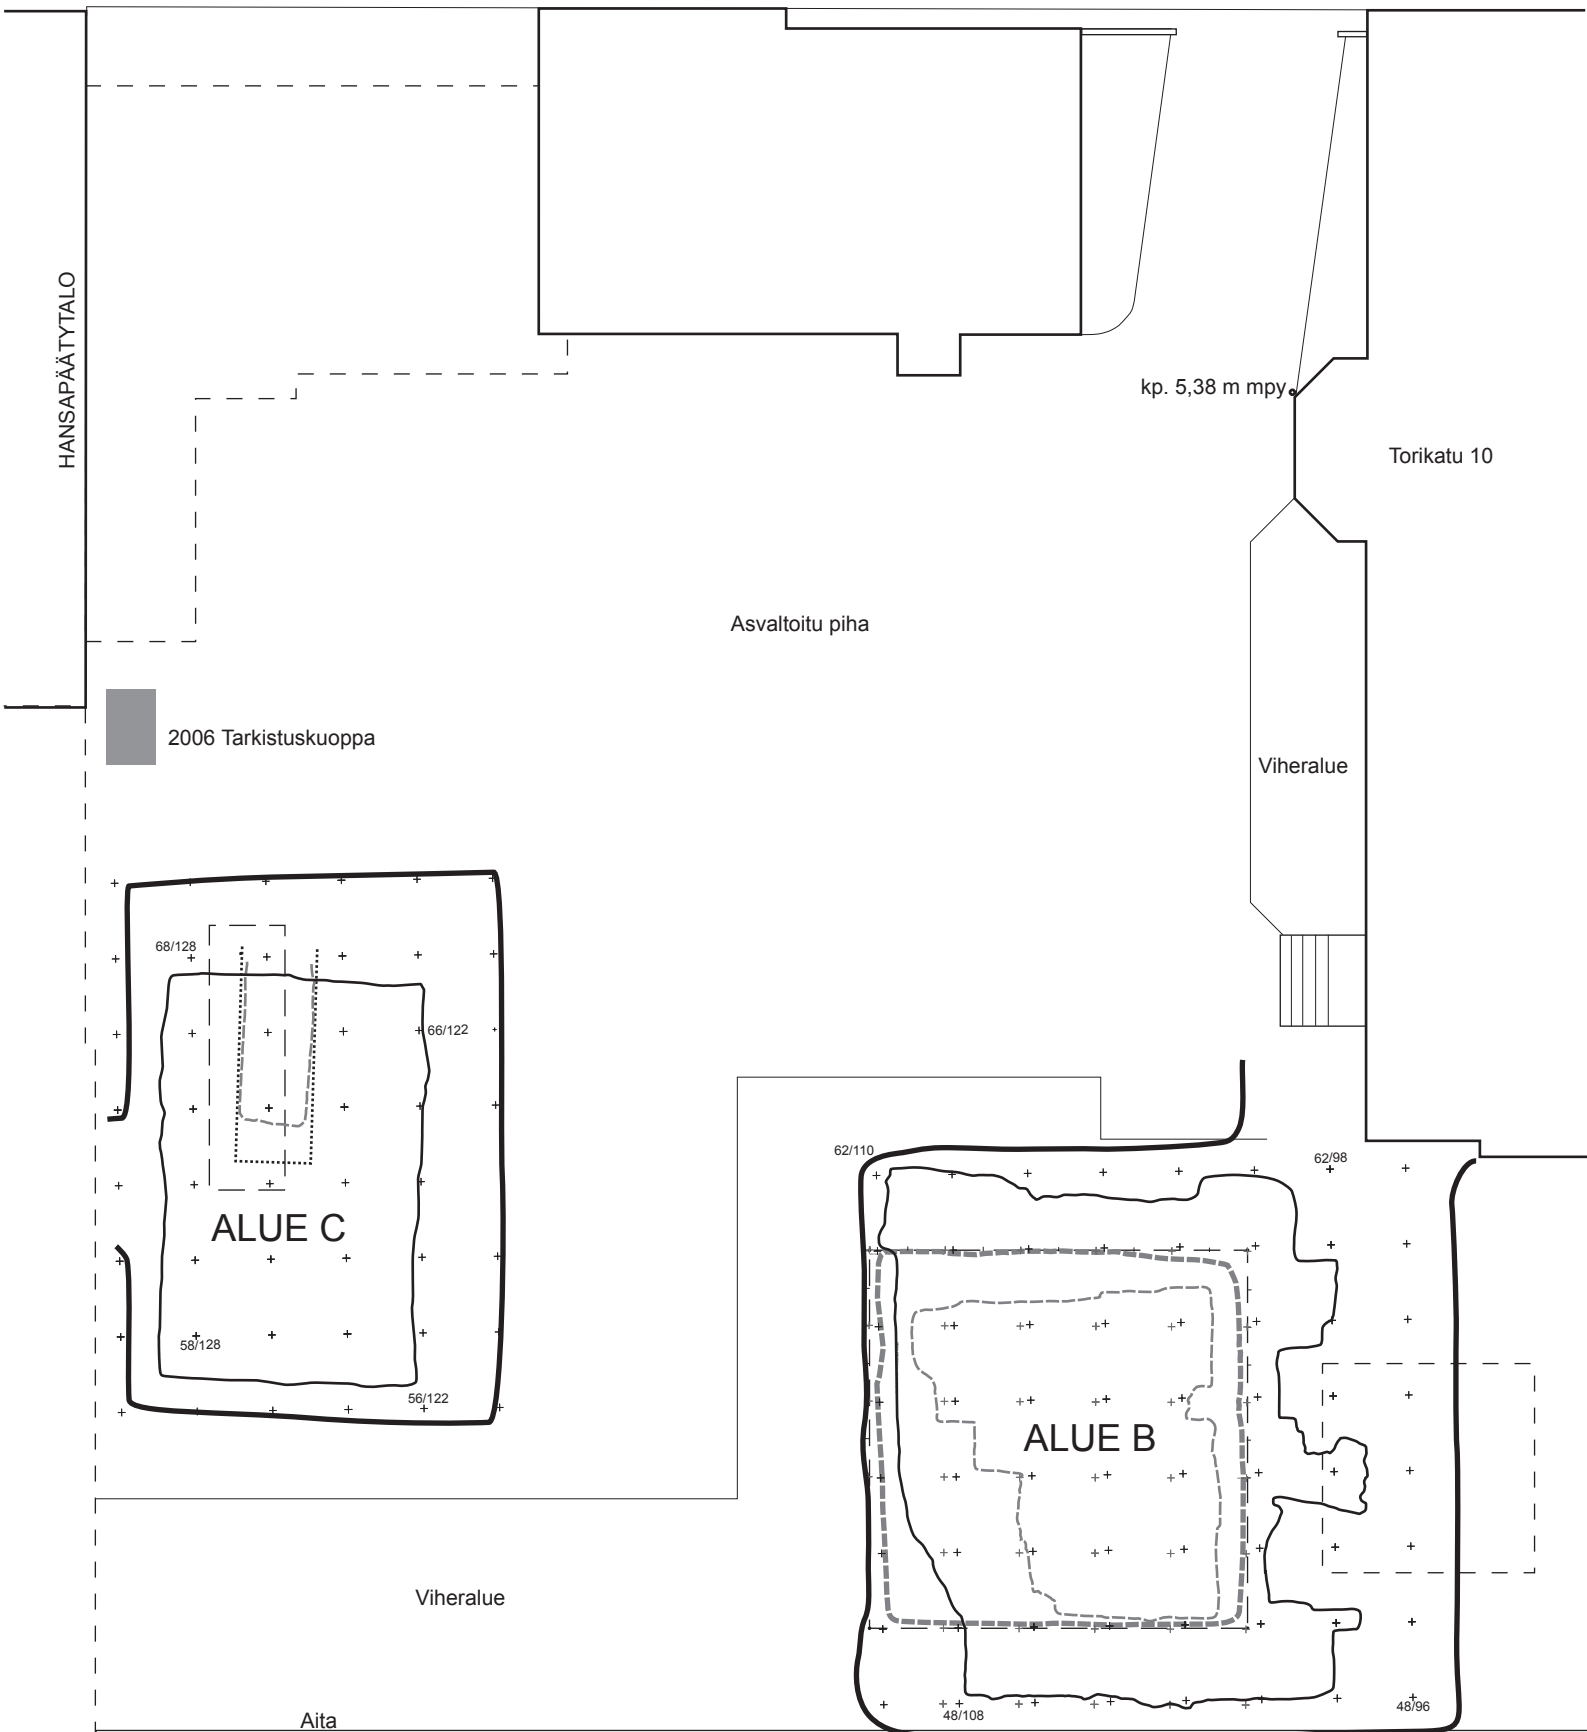 HANSAPÄÄTYTALO
kp. 5,38 m mpy
Torikatu 10
Asvaltoitu piha
2006 Tarkistuskuoppa
Viheralue
68/128
66/122
62/110
62/98
ALUE C
58/128
56/122
ALUE B
Viheralue
48/108
48/96
Aita